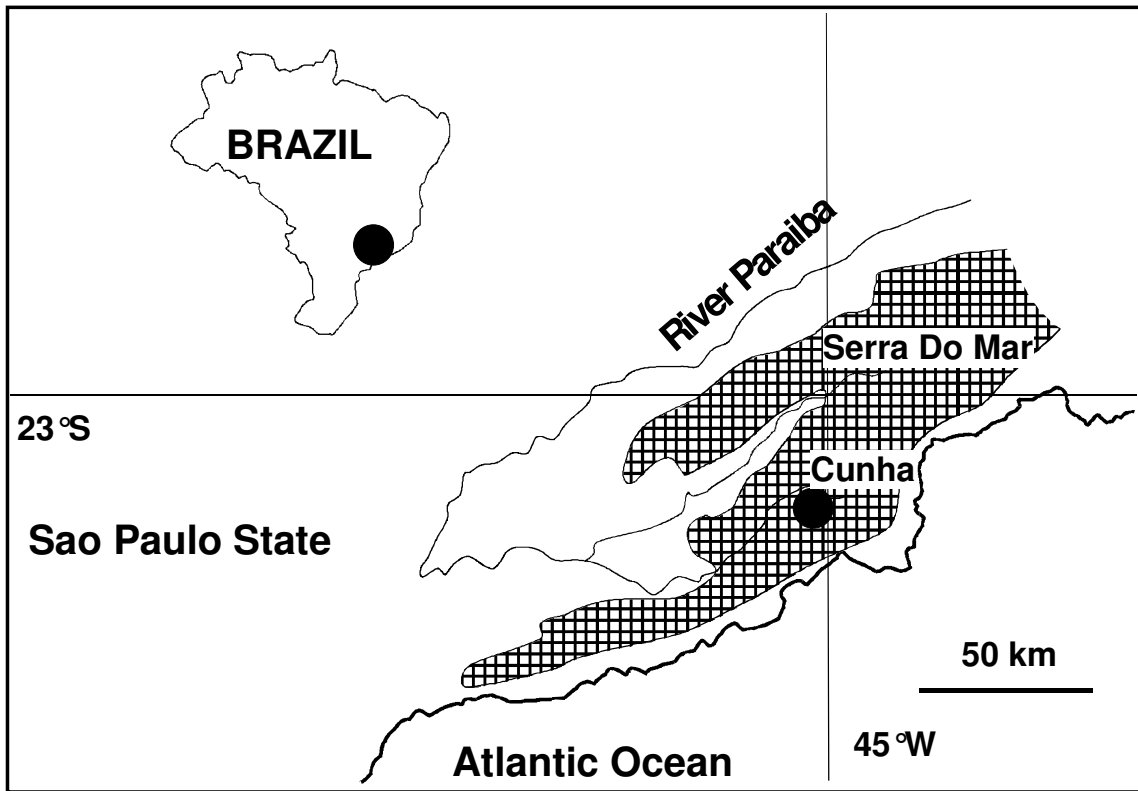 BRAZIL
River Paraiba
Serra Do Mar
23°S
Cunha
Sao Paulo State
50 km
45°W
Atlantic Ocean